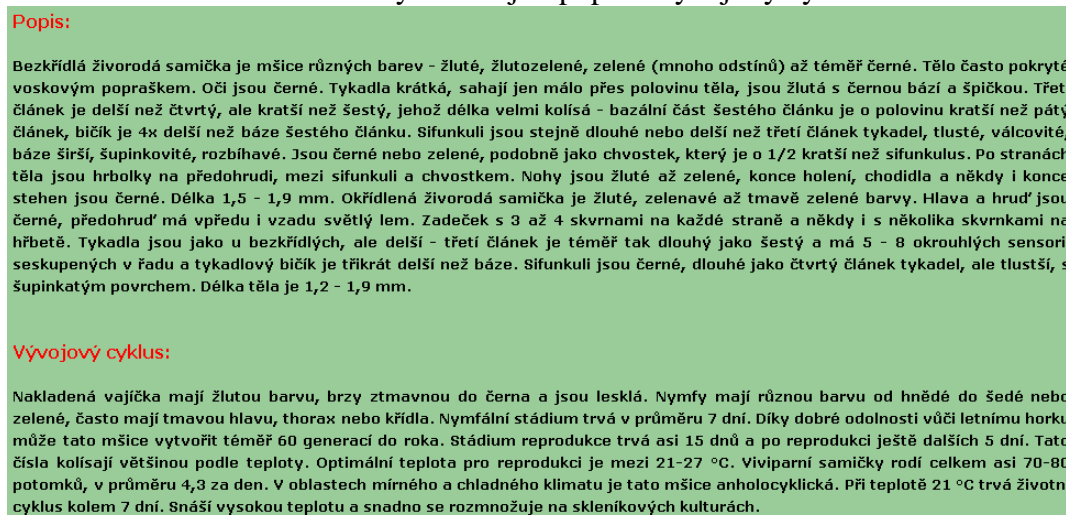 Popis:
Bezkřídlá živorodá samička je mšice různých barev - žluté, žlutozelené, zelené (mnoho odstínů) až téměř černé. Tělo často pokryté
voskovým popraškem. Oči jsou černé. Tykadla krátká, sahají jen málo přes polovinu těla, jsou žlutá s černou bází a špičkou. Třet
článek je delší než čtvrtý, ale kratší než šestý, jehož délka velmi kolísá - bazální část šestého článku je o polovinu kratší než pátý
článek, bičík je 4x delší než báze šestého článku. Sifunkuli jsou stejně dlouhé nebo delší než třetí článek tykadel, tlusté, válcovité,
báze širší, šupinkovité, rozbíhavé. Jsou černé nebo zelené, podobně jako chvostek, který je o 1/2 kratší než sifunkulus. Po stranách
těla jsou hrbolky na předohrudi, mezi sifunkuli a chvostkem. Nohy jsou žluté až zelené, konce holení, chodidla a někdy i konce
stehen jsou černé. Délka 1,5 - 1,9 mm. Okřídlená živorodá samička je žluté, zelenavé až tmavě zelené barvy. Hlava a hruď jsou
černé, předohruď má vpředu i vzadu světlý lem. Zadeček s 3 až 4 skvrnami na každé straně a někdy i s několika skvrnkami na
hřbetě. Tykadla jsou jako u bezkřídlých, ale delší - třetí článek je téměř tak dlouhý jako šestý a má 5 - 8 okrouhlých sensorií
seskupených v řadu a tykadlový bičík je třikrát delší než báze. Sifunkuli jsou černé, dlouhé jako čtvrtý článek tykadel, ale tlustší, s
šupinkatým povrchem. Délka těla je 1,2 - 1,9 mm.
Vývojový cyklus:
Nakladená vajíčka mají žlutou barvu, brzy ztmavnou do černa a jsou lesklá. Nymfy mají různou barvu od hnědé do šedé nebo
zelené, často mají tmavou hlavu, thorax nebo křídla. Nymfální stádium trvá v průměru 7 dní. Díky dobré odolnosti vůči letnímu horku
může tato mšice vytvořit téměř 60 generací do roka. Stádium reprodukce trvá asi 15 dnů a po reprodukci ještě dalších 5 dní. Tato
čísla kolísají většinou podle teploty. Optimální teplota pro reprodukci je mezi 21-27 °C. Viviparní samičky rodí celkem asi 70-80
potomků, v průměru 4,3 za den. V oblastech mírného a chladného klimatu je tato mšice anholocyklická. Při teplotě 21 °C trvá životn
cyklus kolem 7 dní. Snáší vysokou teplotu a snadno se rozmnožuje na skleníkových kulturách.